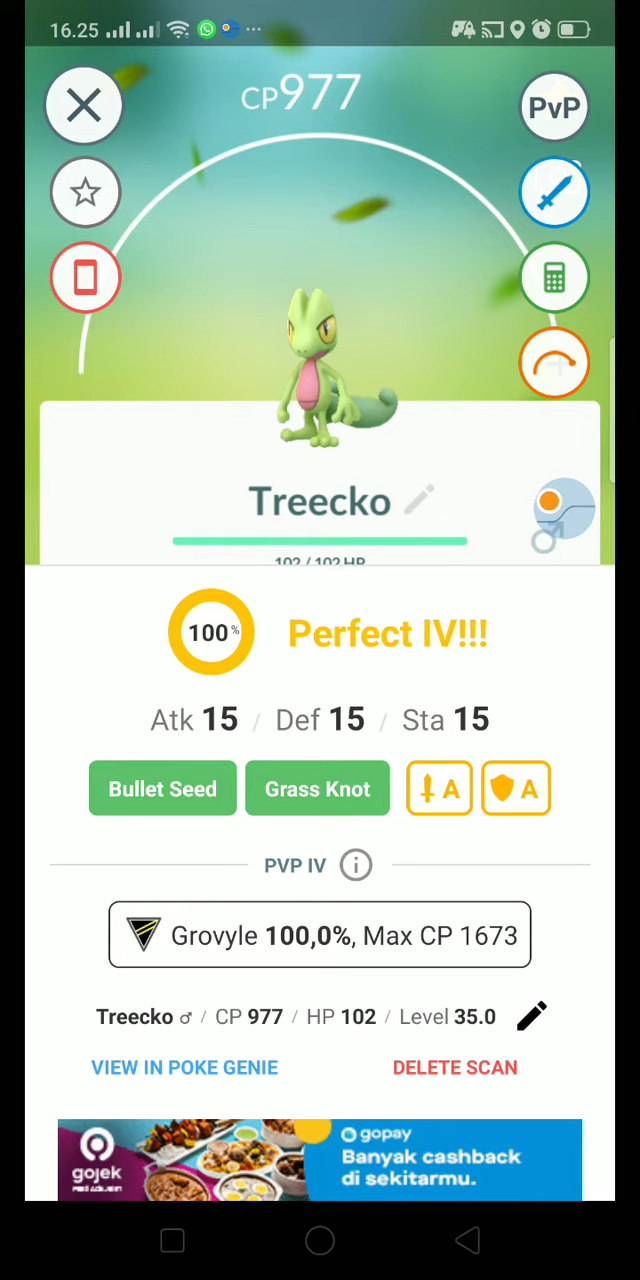 16.25
CP977
PvP
Treecko
102 / 102 HP
100%
Perfect IV!!!
Atk 15 / Def 15 / Sta 15
Bullet Seed
Grass Knot
A
A
PVP IV
Grovyle 100,0%, Max CP 1673
Treecko ♂ / CP 977 / HP 102 / Level 35.0
VIEW IN POKE GENIE
DELETE SCAN
gojek
gopay
Banyak cashback
di sekitarmu.